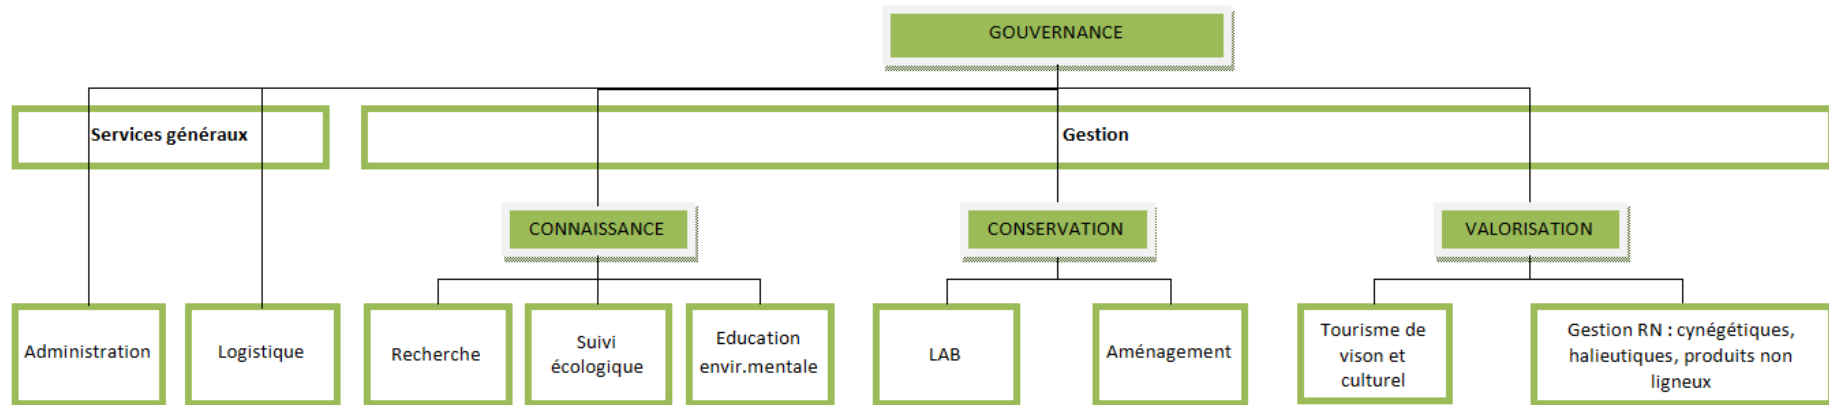 GOUVERNANCE
Services généraux
Gestion
CONNAISSANCE
CONSERVATION
VALORISATION
Administration
Logistique
Recherche
Suivi
écologique
Education
envir.mentale
LAB
Aménagement
Tourisme de
vison et
culturel
Gestion RN : cynégétiques,
halieutiques, produits non
ligneux